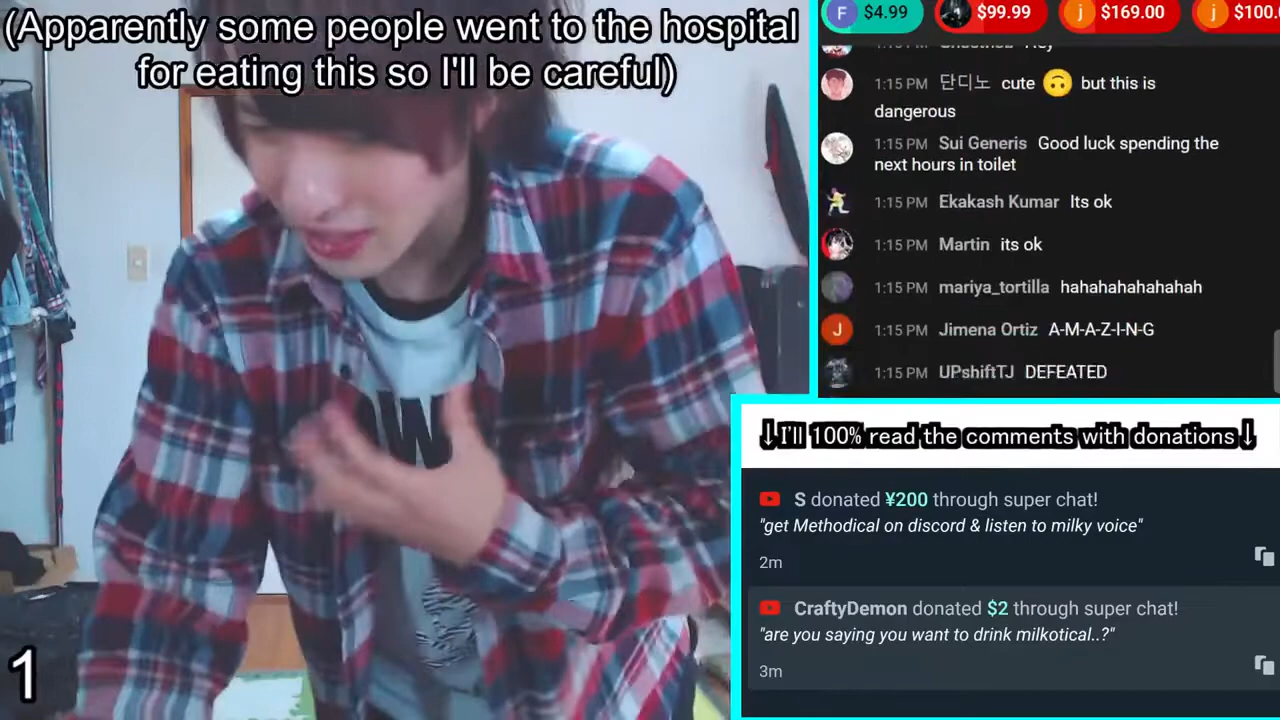 (Apparently some people went to the hospital
for eating this so I'll be careful)
1
$4.99
$99.99
$169.00
1:15 PM 단디노 cute 🙃 but this is
dangerous
1:15 PM Sui Generis Good luck spending the
next hours in toilet
1:15 PM Ekakash Kumar Its ok
1:15 PM Martin its ok
1:15 PM mariya_tortilla hahahahahahahah
1:15 PM Jimena Ortiz A-M-A-Z-I-N-G
1:15 PM UPshiftTJ DEFEATED
↓I'll 100% read the comments with donations↓
S donated ¥200 through super chat!
"get Methodical on discord & listen to milky voice"
2m
CraftyDemon donated $2 through super chat!
"are you saying you want to drink milkotical..?"
3m